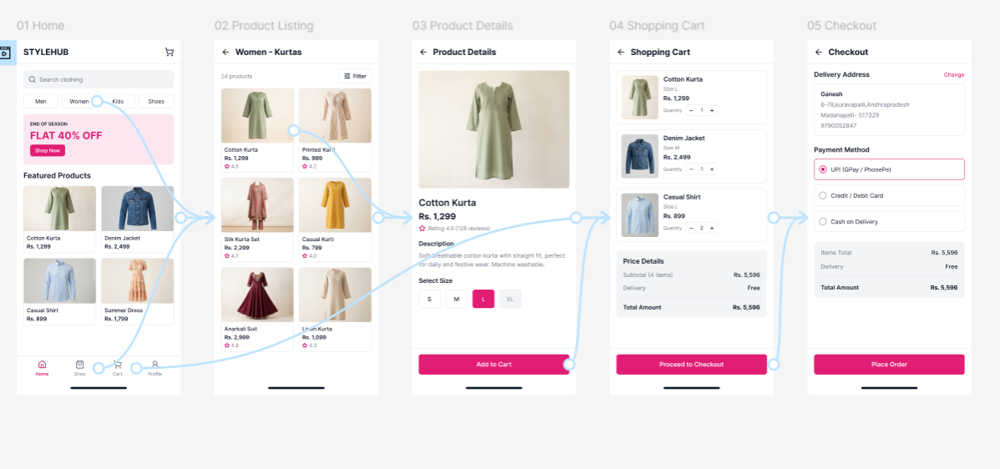 01 Home
STYLEHUB
Search clothing
Men
Women
Kids
Shoes
END OF SEASON
FLAT 40% OFF
Shop Now
Featured Products
Cotton Kurta
Rs. 1,299
Denim Jacket
Rs. 2,499
Casual Shirt
Rs. 899
Summer Dress
Rs. 1,799
Home
Shop
Cart
Profile
02 Product Listing
Women - Kurtas
24 products
Filter
Cotton Kurta
Rs. 1,299
4.5
Printed Kurti
Rs. 999
4.2
Silk Kurta Set
Rs. 2,299
4.7
Casual Kurti
Rs. 799
4.0
Anarkali Suit
Rs. 2,999
4.8
Linen Kurta
Rs. 1,099
4.3
03 Product Details
Product Details
Cotton Kurta
Rs. 1,299
Rating 4.5 (128 reviews)
Description
Soft breathable cotton kurta with straight fit, perfect
for daily and festive wear. Machine washable.
Select Size
S
M
L
XL
Add to Cart
04 Shopping Cart
Shopping Cart
Cotton Kurta
Size L
Rs. 1,299
Quantity - 1 +
Denim Jacket
Size M
Rs. 2,499
Quantity - 1 +
Casual Shirt
Size L
Rs. 899
Quantity - 2 +
Price Details
Subtotal (4 items) Rs. 5,596
Delivery Free
Total Amount Rs. 5,596
Proceed to Checkout
05 Checkout
Checkout
Delivery Address Change
Ganesh
6-78,kuravapalli,Andhrapradesh
Madanapalli- 517329
9790052847
Payment Method
UPI (GPay / PhonePe)
Credit / Debit Card
Cash on Delivery
Items Total Rs. 5,596
Delivery Free
Total Amount Rs. 5,596
Place Order